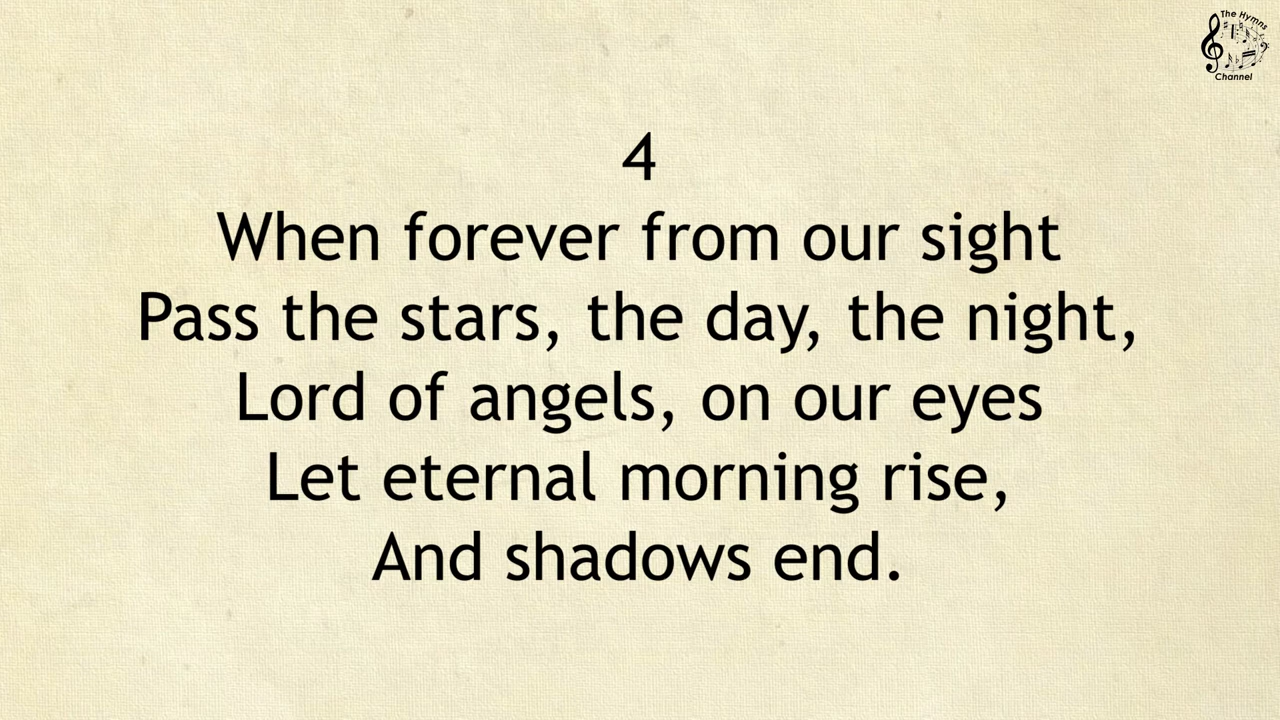 The Hymns
Channel
4
When forever from our sight
Pass the stars, the day, the night,
Lord of angels, on our eyes
Let eternal morning rise,
And shadows end.